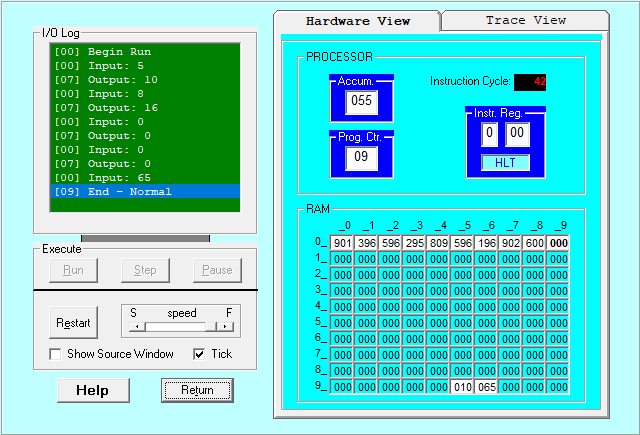 Hardware View
Trace View
I/O Log
[00] Begin Run
[00] Input: 5
[07] Output: 10
[00] Input: 8
[07] Output: 16
[00] Input: 0
[07] Output: 0
[00] Input: 0
[07] Output: 0
[00] Input: 65
[09] End - Normal
Execute
Run
Step
Pause
Restart
S speed F
Show Source Window
Tick
Help
Return
PROCESSOR
Accum.
055
Prog. Ctr.
09
Instruction Cycle: 42
Instr. Reg.
0 00
HLT
RAM
_0 _1 _2 _3 _4 _5 _6 _7 _8 _9
0_ 901 396 596 295 809 596 196 902 600 000
1_ 000 000 000 000 000 000 000 000 000 000
2_ 000 000 000 000 000 000 000 000 000 000
3_ 000 000 000 000 000 000 000 000 000 000
4_ 000 000 000 000 000 000 000 000 000 000
5_ 000 000 000 000 000 000 000 000 000 000
6_ 000 000 000 000 000 000 000 000 000 000
7_ 000 000 000 000 000 000 000 000 000 000
8_ 000 000 000 000 000 000 000 000 000 000
9_ 000 000 000 000 000 010 065 000 000 000